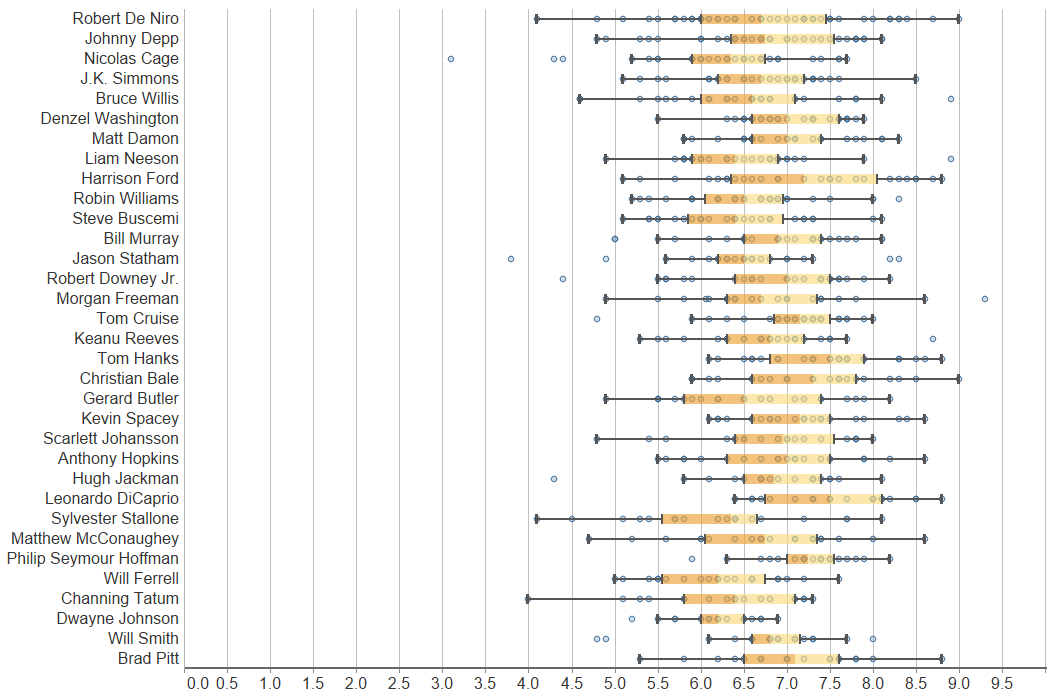 Robert De Niro
Johnny Depp
Nicolas Cage
J.K. Simmons
Bruce Willis
Denzel Washington
Matt Damon
Liam Neeson
Harrison Ford
Robin Williams
Steve Buscemi
Bill Murray
Jason Statham
Robert Downey Jr.
Morgan Freeman
Tom Cruise
Keanu Reeves
Tom Hanks
Christian Bale
Gerard Butler
Kevin Spacey
Scarlett Johansson
Anthony Hopkins
Hugh Jackman
Leonardo DiCaprio
Sylvester Stallone
Matthew McConaughey
Philip Seymour Hoffman
Will Ferrell
Channing Tatum
Dwayne Johnson
Will Smith
Brad Pitt
0.0 0.5 1.0 1.5 2.0 2.5 3.0 3.5 4.0 4.5 5.0 5.5 6.0 6.5 7.0 7.5 8.0 8.5 9.0 9.5